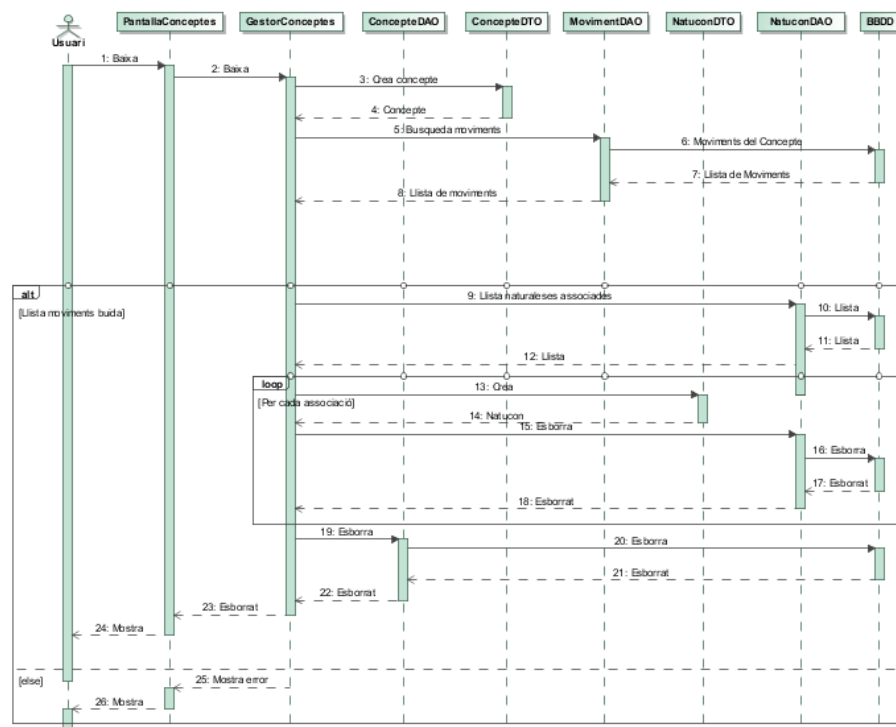 PantallaConceptes
GestorConceptes
ConcepteDAO
ConcepteDTO
MovimentDAO
NatuconDTO
NatuconDAO
BBDD
Usuari
1: Baixa
2: Baixa
3: Crea concepte
4: Concepte
5: Busqueda moviments
6: Moviments del Concepte
7: Llista de Moviments
8: Llista de moviments
alt
[Llista moviments buida]
9: Llista naturaleses associades
10: Llista
11: Llista
12: Llista
loop
[Per cada associació]
13: Crea
14: Natucon
15: Esborra
16: Esborra
17: Esborrat
18: Esborrat
19: Esborra
20: Esborra
21: Esborrat
22: Esborrat
23: Esborrat
24: Mostra
[else]
25: Mostra error
26: Mostra